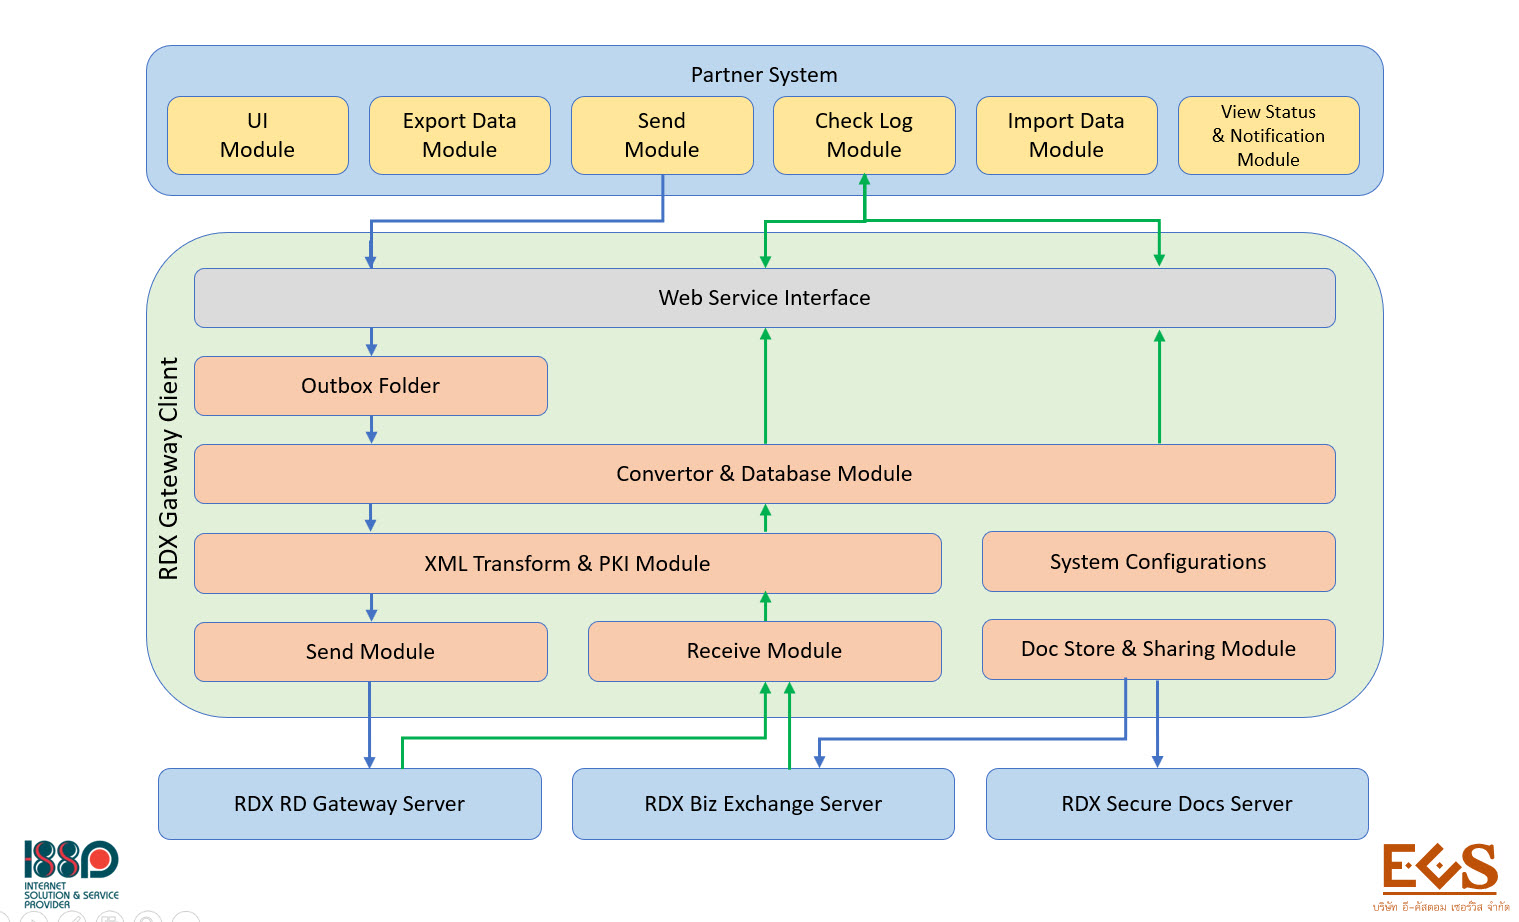 Partner System
UI
Module
Export Data
Module
Send
Module
Check Log
Module
Import Data
Module
View Status
& Notification
Module
RDX Gateway Client
Web Service Interface
Outbox Folder
Convertor & Database Module
XML Transform & PKI Module
System Configurations
Send Module
Receive Module
Doc Store & Sharing Module
RDX RD Gateway Server
RDX Biz Exchange Server
RDX Secure Docs Server
I·SSP
INTERNET
SOLUTION & SERVICE
PROVIDER
ECS
บริษัท อี-คัสตอม เซอร์วิส จำกัด